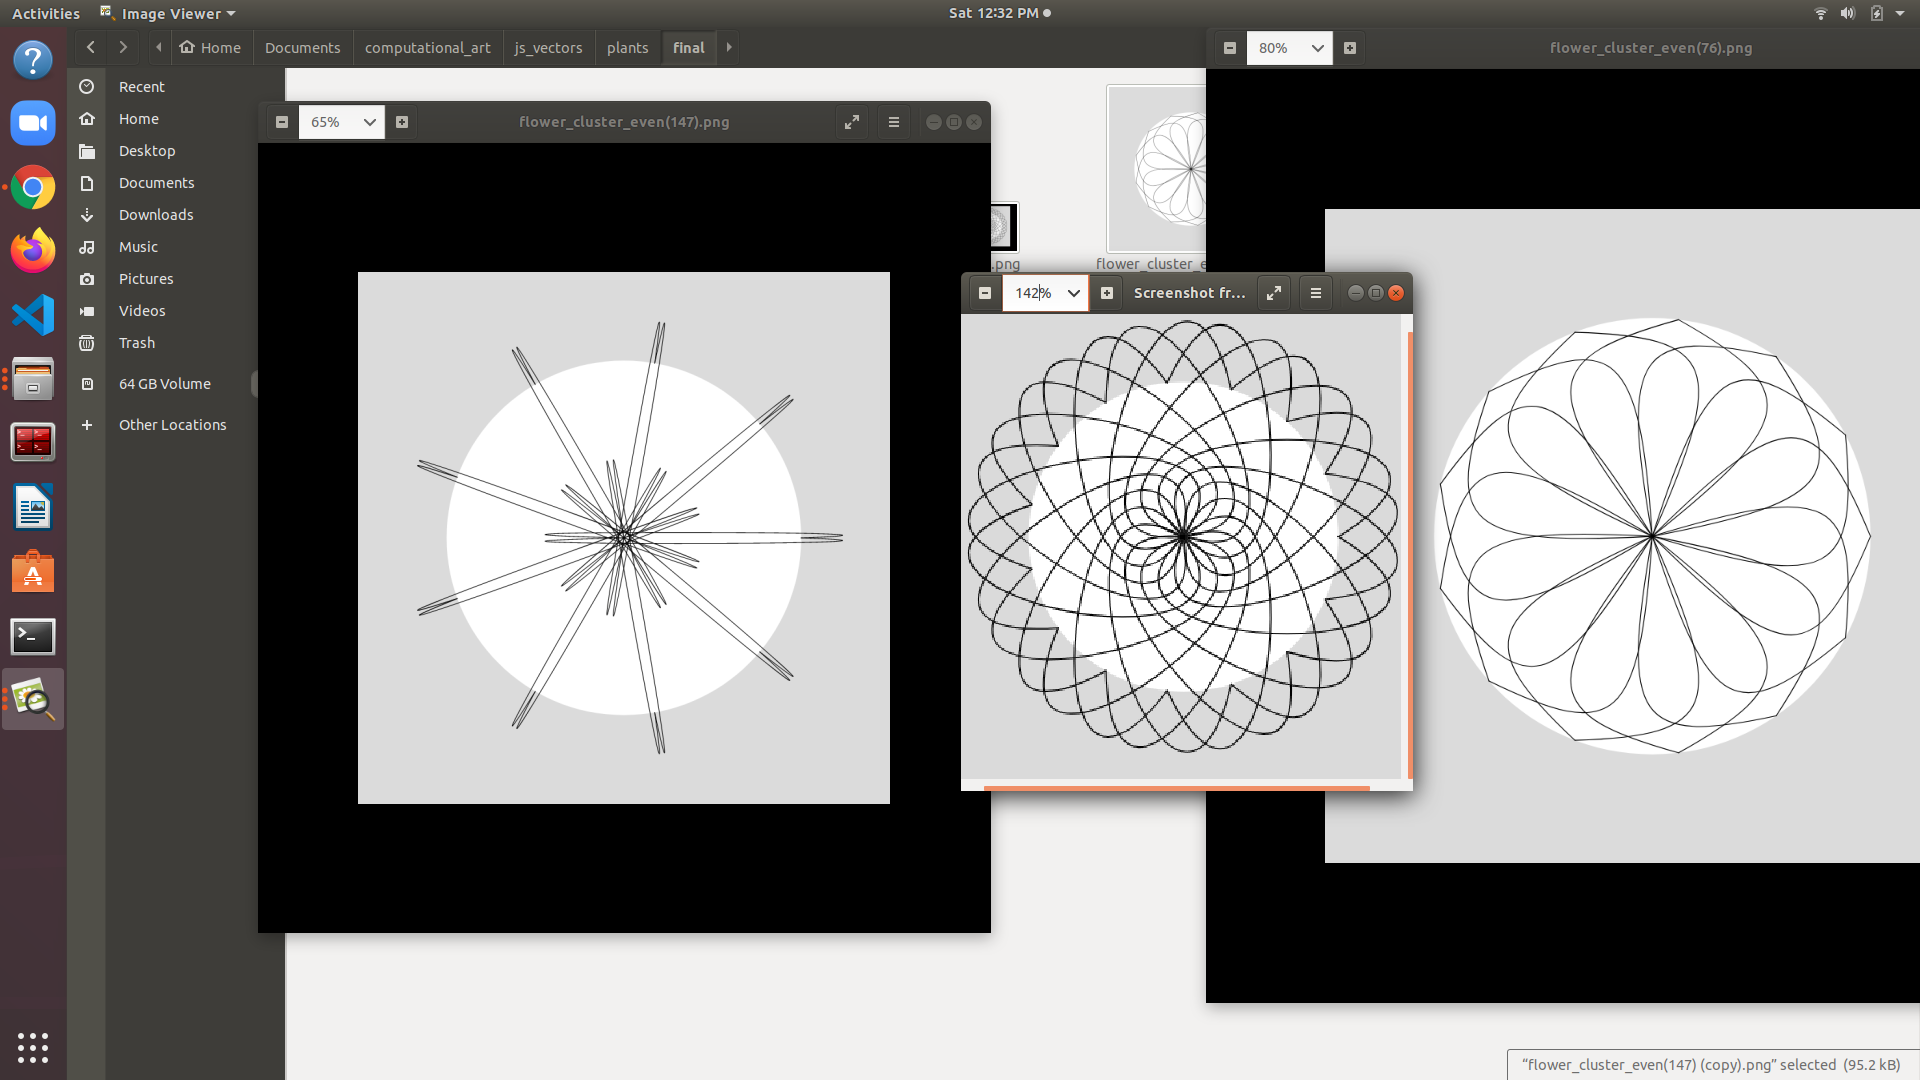 Activities Image Viewer Sat 12:32 PM
Home Documents computational_art js_vectors plants final
80% flower_cluster_even(76).png
Recent
Home
Desktop
Documents
Downloads
Music
Pictures
Videos
Trash
64 GB Volume
Other Locations
65% flower_cluster_even(147).png
.png flower_cluster_e
142% Screenshot fr...
“flower_cluster_even(147) (copy).png” selected (95.2 kB)